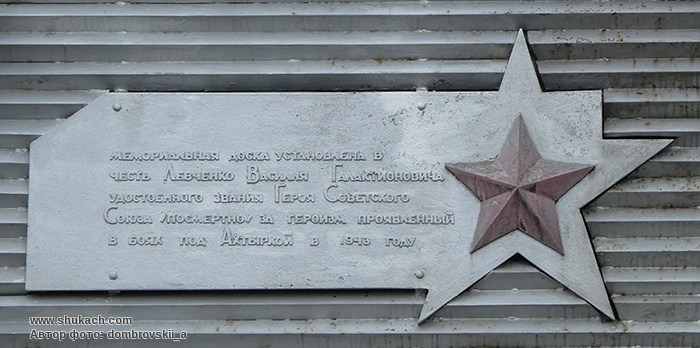 мемориальная доска установлена в
честь Левченко Василия Галактионовича
удостоенного звания Героя Советского
Союза /посмертно/ за героизм проявленный
в боях под Ахтыркой в 1943 году
www.shukach.com
Автор фото: dombrovskii_a